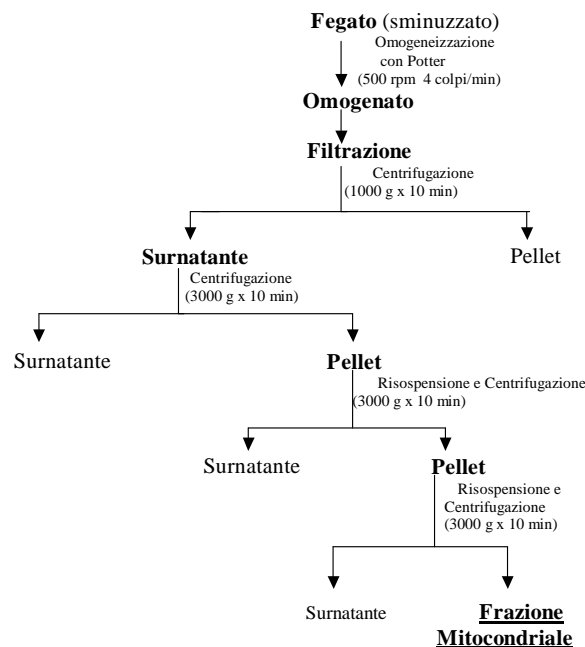 Fegato (sminuzzato)
Omogeneizzazione
con Potter
(500 rpm 4 colpi/min)
Omogenato
Filtrazione
Centrifugazione
(1000 g x 10 min)
Surnatante
Pellet
Centrifugazione
(3000 g x 10 min)
Surnatante
Pellet
Risospensione e Centrifugazione
(3000 g x 10 min)
Surnatante
Pellet
Risospensione e
Centrifugazione
(3000 g x 10 min)
Surnatante
Frazione
Mitocondriale